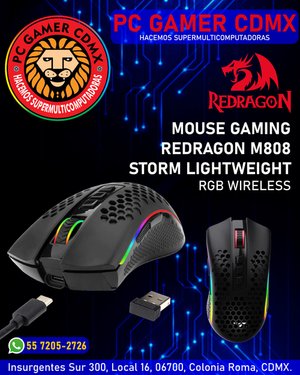 PC GAMER CDMX
HACEMOS SUPERMULTICOMPUTADORAS
PC GAMER CDMX
HACEMOS SUPERMULTICOMPUTADORAS
REDRAGON
MOUSE GAMING
REDRAGON M808
STORM LIGHTWEIGHT
RGB WIRELESS
55 7205-2726
Insurgentes Sur 300, Local 16, 06700, Colonia Roma, CDMX.